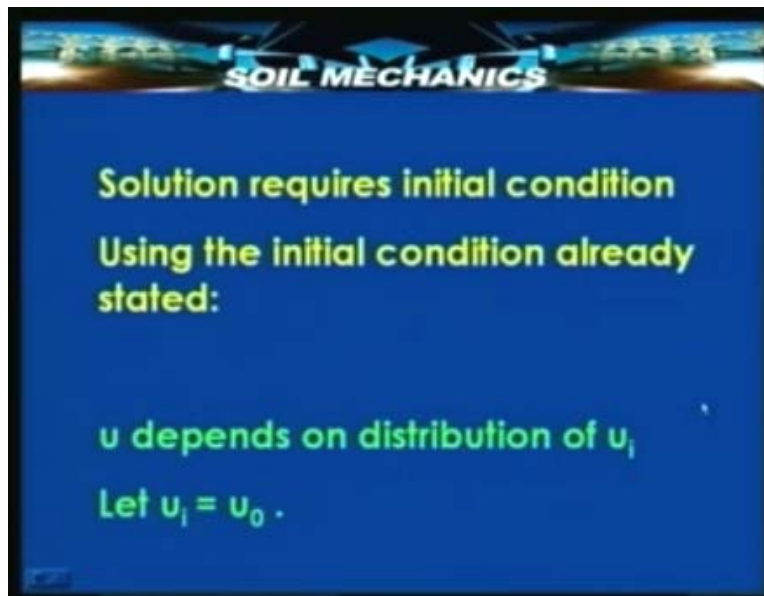 SOIL MECHANICS
Solution requires initial condition
Using the initial condition already
stated:
u depends on distribution of uᵢ
Let uᵢ = u₀ .